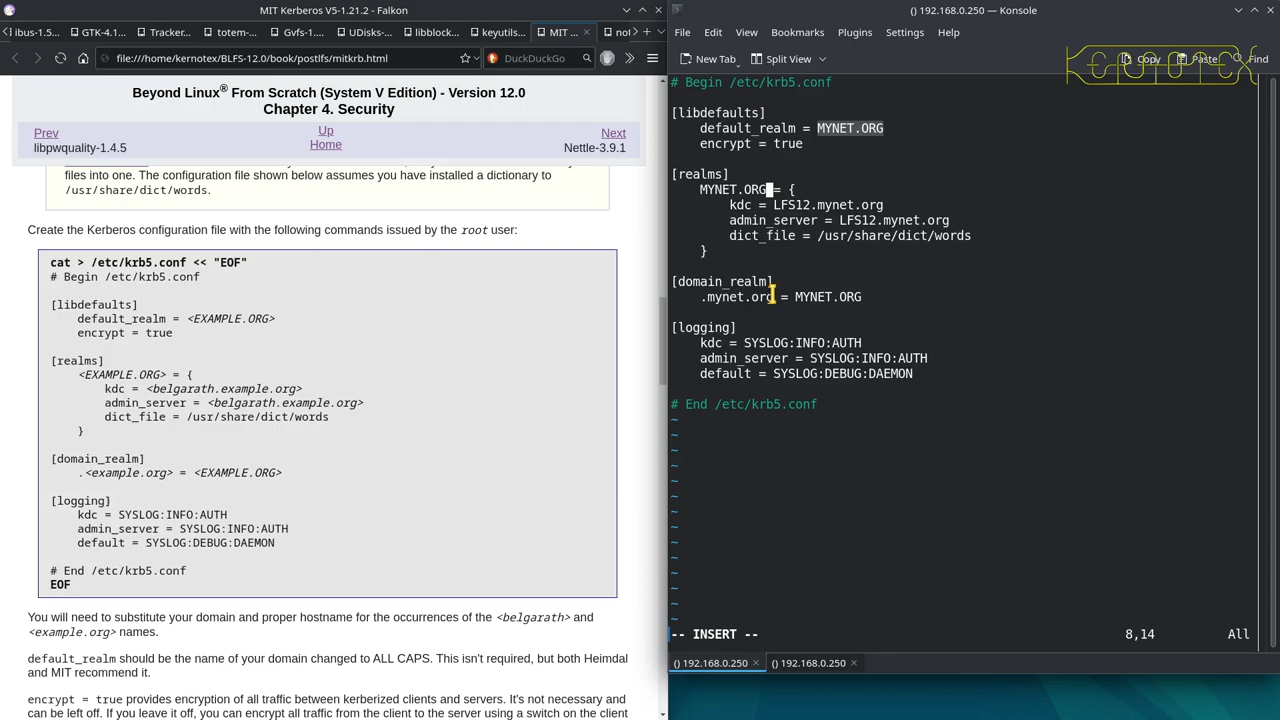 MIT Kerberos V5-1.21.2 - Falkon
ibus-1.5...
GTK-4.1...
Tracker...
totem-...
Gvfs-1....
UDisks-...
libblock...
keyutils...
MIT ...
file:///home/kernotex/BLFS-12.0/book/postlfs/mitkrb.html
DuckDuckGo
Beyond Linux® From Scratch (System V Edition) - Version 12.0
Chapter 4. Security
Prev
Up
Next
libpwquality-1.4.5
Home
Nettle-3.9.1
files into one. The configuration file shown below assumes you have installed a dictionary to
/usr/share/dict/words.
Create the Kerberos configuration file with the following commands issued by the root user:
cat > /etc/krb5.conf << "EOF"
# Begin /etc/krb5.conf
[libdefaults]
default_realm = <EXAMPLE.ORG>
encrypt = true
[realms]
<EXAMPLE.ORG> = {
kdc = <belgarath.example.org>
admin_server = <belgarath.example.org>
dict_file = /usr/share/dict/words
}
[domain_realm]
.<example.org> = <EXAMPLE.ORG>
[logging]
kdc = SYSLOG:INFO:AUTH
admin_server = SYSLOG:INFO:AUTH
default = SYSLOG:DEBUG:DAEMON
# End /etc/krb5.conf
EOF
You will need to substitute your domain and proper hostname for the occurrences of the <belgarath> and
<example.org> names.
default_realm should be the name of your domain changed to ALL CAPS. This isn't required, but both Heimdal
and MIT recommend it.
encrypt = true provides encryption of all traffic between kerberized clients and servers. It's not necessary and
can be left off. If you leave it off, you can encrypt all traffic from the client to the server using a switch on the client
() 192.168.0.250 — Konsole
File Edit View Bookmarks Plugins Settings Help
New Tab
Split View
Copy
Paste
Find
KERNOTEX
# Begin /etc/krb5.conf
[libdefaults]
default_realm = MYNET.ORG
encrypt = true
[realms]
MYNET.ORG = {
kdc = LFS12.mynet.org
admin_server = LFS12.mynet.org
dict_file = /usr/share/dict/words
}
[domain_realm]
.mynet.org = MYNET.ORG
[logging]
kdc = SYSLOG:INFO:AUTH
admin_server = SYSLOG:INFO:AUTH
default = SYSLOG:DEBUG:DAEMON
# End /etc/krb5.conf
~
~
~
~
~
~
~
~
~
~
~
~
~
~
-- INSERT --
8,14
All
() 192.168.0.250
() 192.168.0.250